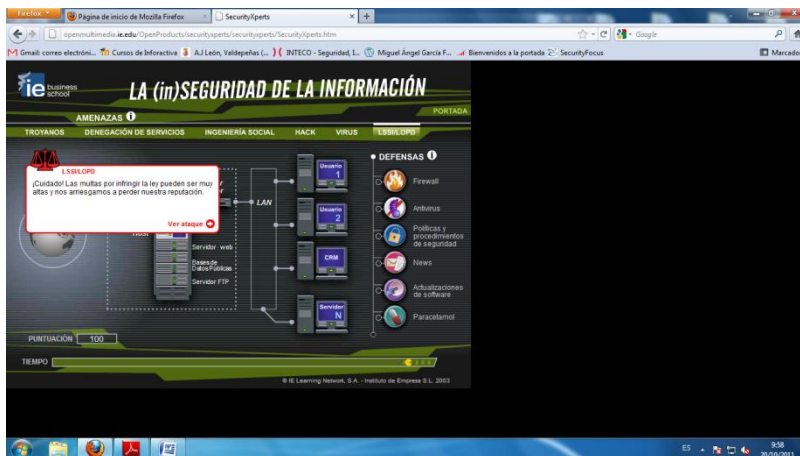 Firefox
Página de inicio de Mozilla Firefox
SecurityXperts
openmultimedia.ie.edu/OpenProducts/securityxperts/securityxperts/SecurityXperts.htm
Google
Gmail: correo electróni...
Cursos de Inforactiva
AJ León, Valdepeñas (...
INTECO - Seguridad, I...
Miguel Ángel García F...
Bienvenidos a la portada
SecurityFocus
Marcado
ie business school
LA (in)SEGURIDAD DE LA INFORMACIÓN
PORTADA
AMENAZAS
TROYANOS
DENEGACIÓN DE SERVICIOS
INGENIERÍA SOCIAL
HACK
VIRUS
LSSI/LOPD
LSSI/LOPD
¡Cuidado! Las multas por infringir la ley pueden ser muy
altas y nos arriesgamos a perder nuestra reputación.
Ver ataque
LAN
Servidor web
Bases de
Datos Públicas
Servidor FTP
Usuario
1
Usuario
2
CRM
Servidor
N
DEFENSAS
Firewall
Antivirus
Políticas y
procedimientos
de seguridad
News
Actualizaciones
de software
Paracetamol
PUNTUACIÓN 100
TIEMPO
© IE Learning Network, S.A. - Instituto de Empresa S.L. 2003
ES
9:58
20/10/2011